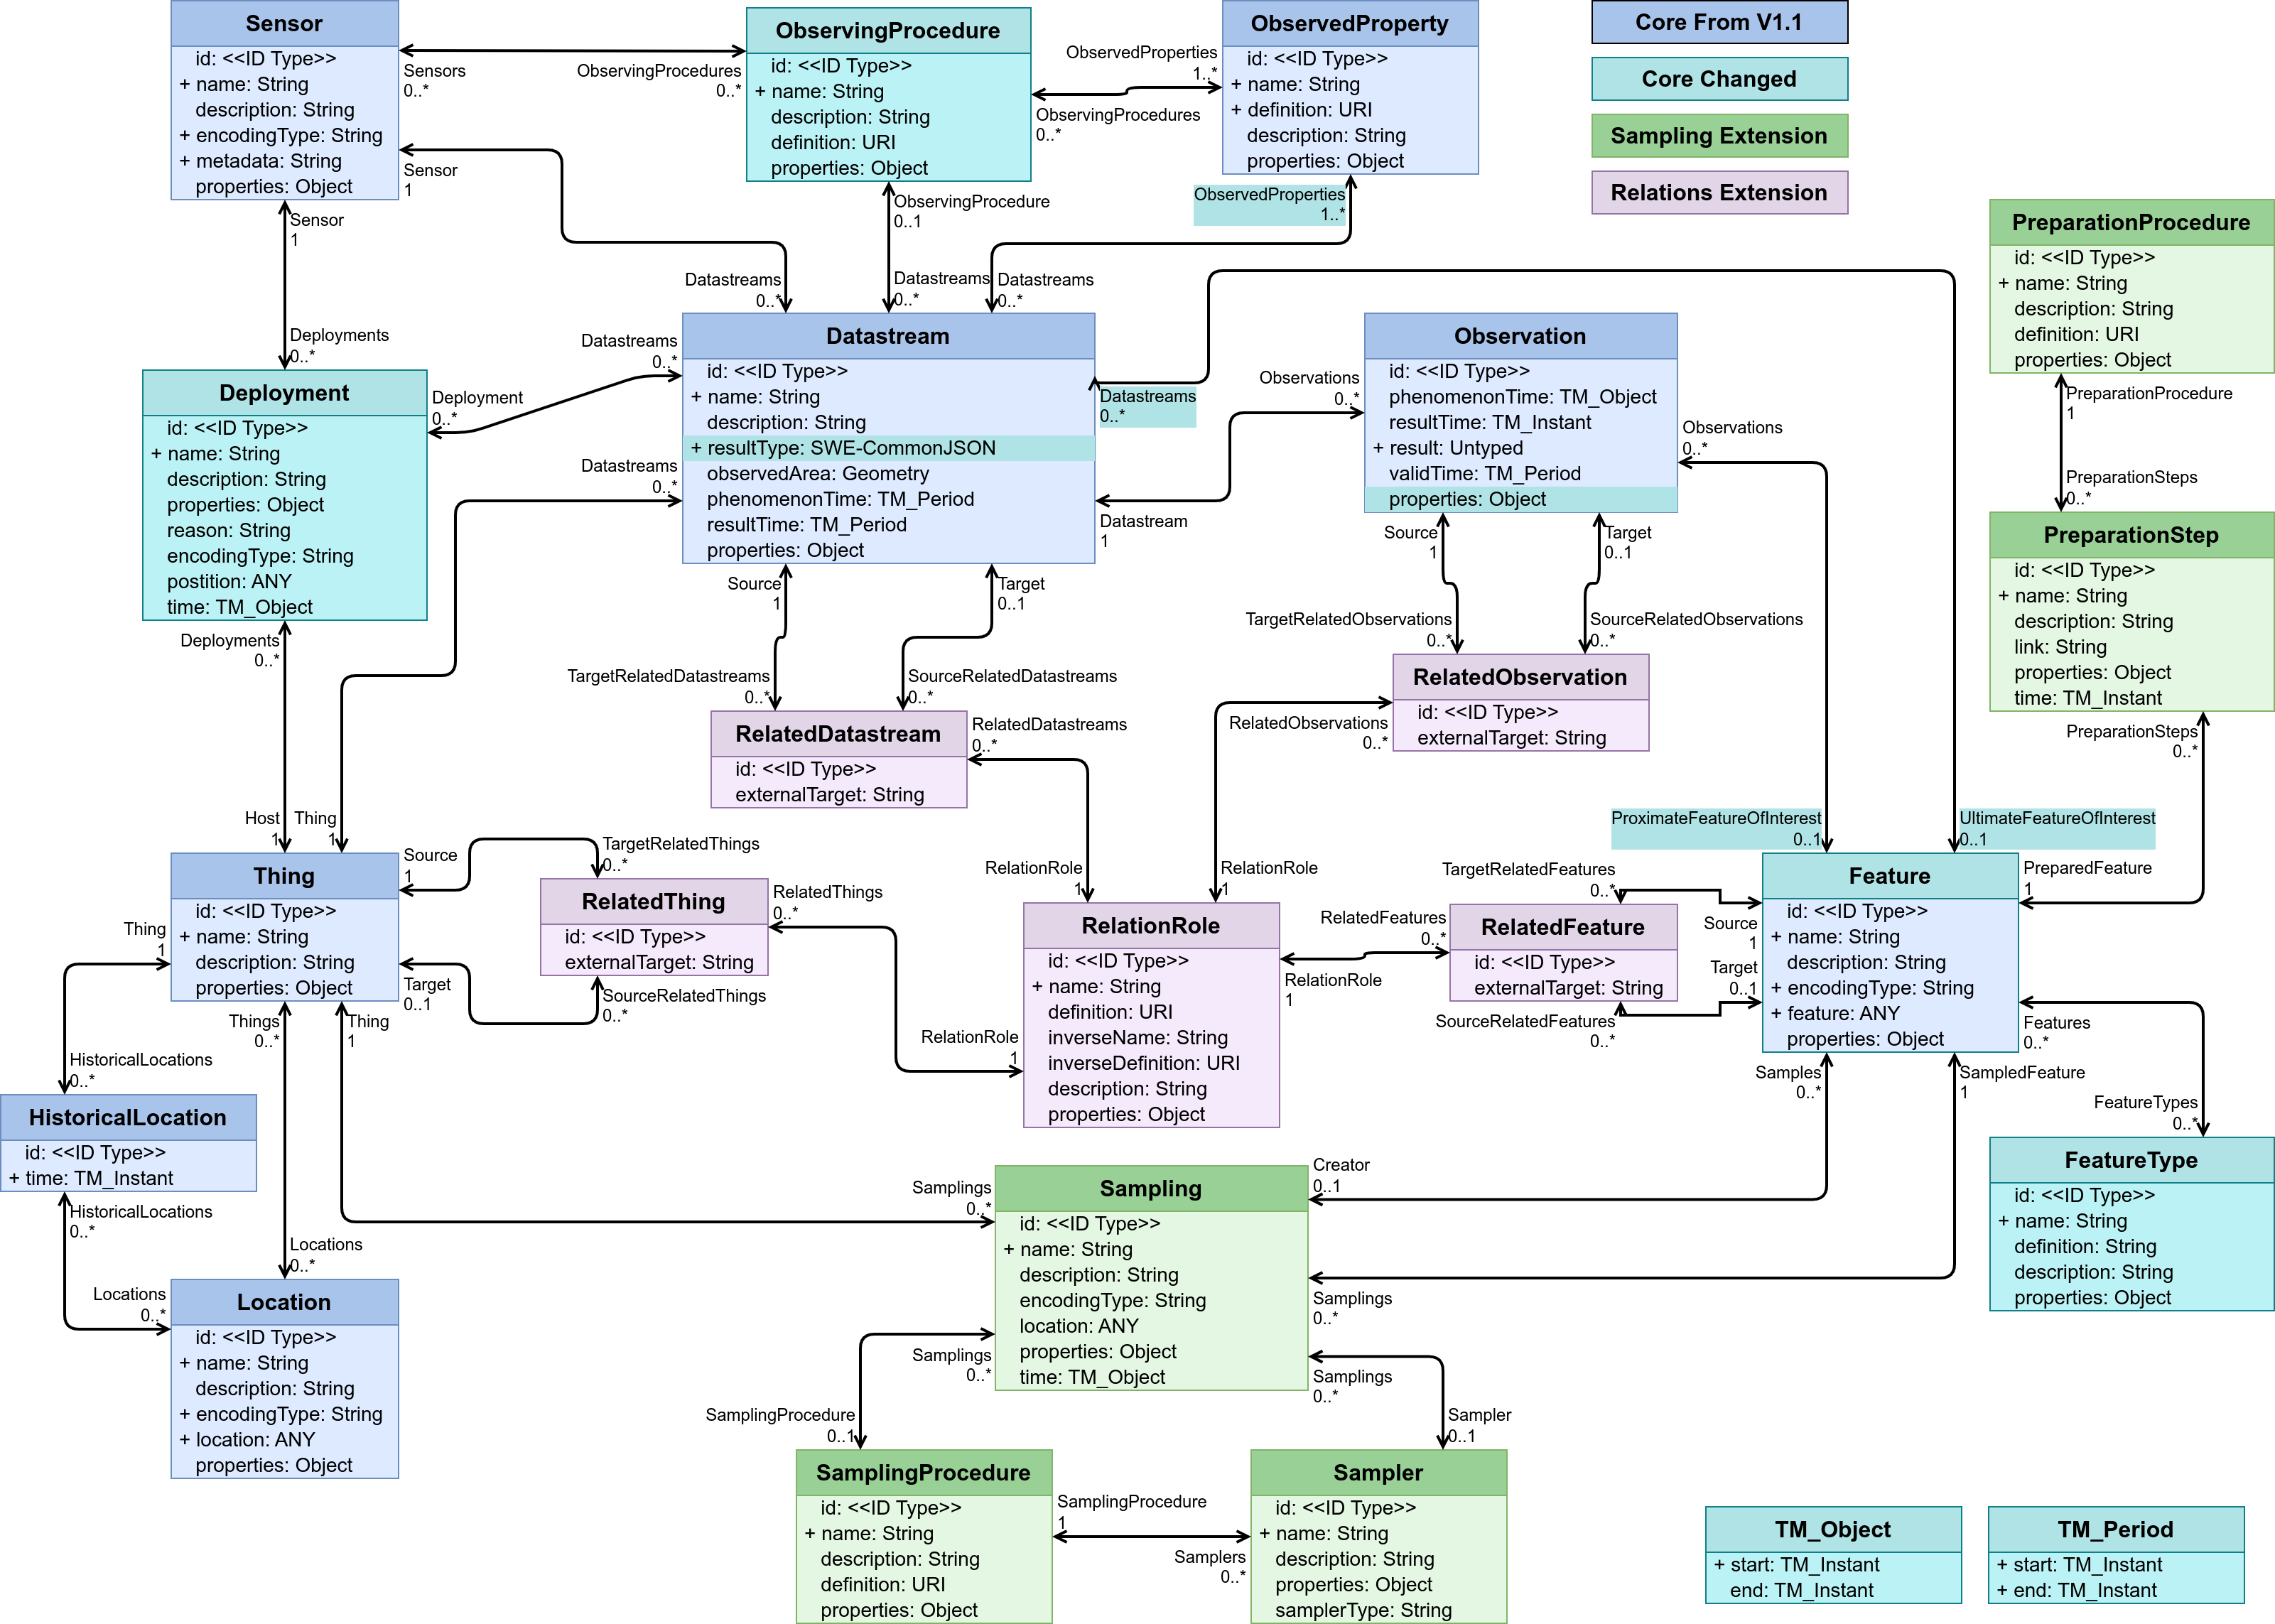 Sensor
id: <<ID Type>>
+ name: String
description: String
+ encodingType: String
+ metadata: String
properties: Object
Sensors
0..*
ObservingProcedures
0..*
ObservingProcedure
id: <<ID Type>>
+ name: String
description: String
definition: URI
properties: Object
ObservedProperties
1..*
ObservingProcedures
0..*
ObservedProperty
id: <<ID Type>>
+ name: String
+ definition: URI
description: String
properties: Object
Core From V1.1
Core Changed
Sampling Extension
Relations Extension
Sensor
1
Sensor
1
ObservingProcedure
0..1
ObservedProperties
1..*
Datastreams
0..*
Datastreams
0..*
Datastreams
0..*
Deployments
0..*
PreparationProcedure
id: <<ID Type>>
+ name: String
description: String
definition: URI
properties: Object
PreparationProcedure
1
PreparationSteps
0..*
Deployment
id: <<ID Type>>
+ name: String
description: String
properties: Object
reason: String
encodingType: String
postition: ANY
time: TM_Object
Deployment
0..*
Datastreams
0..*
Datastreams
0..*
Datastream
id: <<ID Type>>
+ name: String
description: String
+ resultType: SWE-CommonJSON
observedArea: Geometry
phenomenonTime: TM_Period
resultTime: TM_Period
properties: Object
Datastreams
0..*
Datastream
1
Observations
0..*
Observation
id: <<ID Type>>
phenomenonTime: TM_Object
resultTime: TM_Instant
+ result: Untyped
validTime: TM_Period
properties: Object
Observations
0..*
PreparationStep
id: <<ID Type>>
+ name: String
description: String
link: String
properties: Object
time: TM_Instant
PreparationSteps
0..*
Source
1
Target
0..1
TargetRelatedDatastreams
0..*
SourceRelatedDatastreams
0..*
Source
1
Target
0..1
TargetRelatedObservations
0..*
SourceRelatedObservations
0..*
RelatedDatastream
id: <<ID Type>>
externalTarget: String
RelatedDatastreams
0..*
RelatedObservation
id: <<ID Type>>
externalTarget: String
RelatedObservations
0..*
Deployments
0..*
Host
1
Thing
1
Thing
id: <<ID Type>>
+ name: String
description: String
properties: Object
Source
1
TargetRelatedThings
0..*
RelatedThing
id: <<ID Type>>
externalTarget: String
RelatedThings
0..*
Target
0..1
SourceRelatedThings
0..*
RelationRole
1
RelationRole
1
RelationRole
1
RelationRole
id: <<ID Type>>
+ name: String
definition: URI
inverseName: String
inverseDefinition: URI
description: String
properties: Object
RelatedFeatures
0..*
RelationRole
1
TargetRelatedFeatures
0..*
RelatedFeature
id: <<ID Type>>
externalTarget: String
SourceRelatedFeatures
0..*
Source
1
Target
0..1
ProximateFeatureOfInterest
0..1
UltimateFeatureOfInterest
0..1
Feature
id: <<ID Type>>
+ name: String
description: String
+ encodingType: String
+ feature: ANY
properties: Object
PreparedFeature
1
Features
0..*
FeatureTypes
0..*
Samples
0..*
SampledFeature
1
FeatureType
id: <<ID Type>>
+ name: String
definition: String
description: String
properties: Object
Thing
1
HistoricalLocations
0..*
Things
0..*
Thing
1
HistoricalLocation
id: <<ID Type>>
+ time: TM_Instant
HistoricalLocations
0..*
Locations
0..*
Locations
0..*
Location
id: <<ID Type>>
+ name: String
description: String
+ encodingType: String
+ location: ANY
properties: Object
Samplings
0..*
Creator
0..1
Sampling
id: <<ID Type>>
+ name: String
description: String
encodingType: String
location: ANY
properties: Object
time: TM_Object
Samplings
0..*
Samplings
0..*
Samplings
0..*
SamplingProcedure
0..1
Sampler
0..1
SamplingProcedure
id: <<ID Type>>
+ name: String
description: String
definition: URI
properties: Object
SamplingProcedure
1
Samplers
0..*
Sampler
id: <<ID Type>>
+ name: String
description: String
properties: Object
samplerType: String
TM_Object
+ start: TM_Instant
end: TM_Instant
TM_Period
+ start: TM_Instant
+ end: TM_Instant